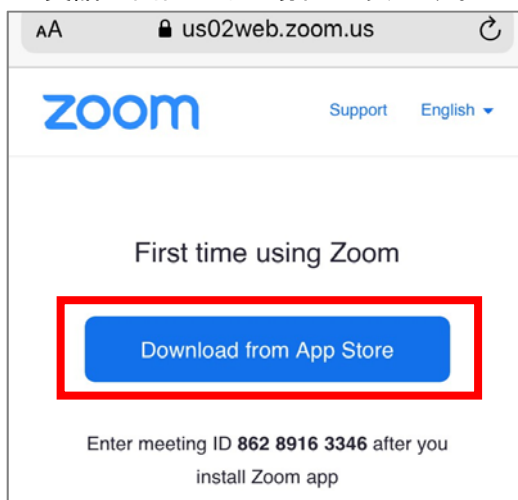 AA us02web.zoom.us
zoom Support English
First time using Zoom
Download from App Store
Enter meeting ID 862 8916 3346 after you
install Zoom app